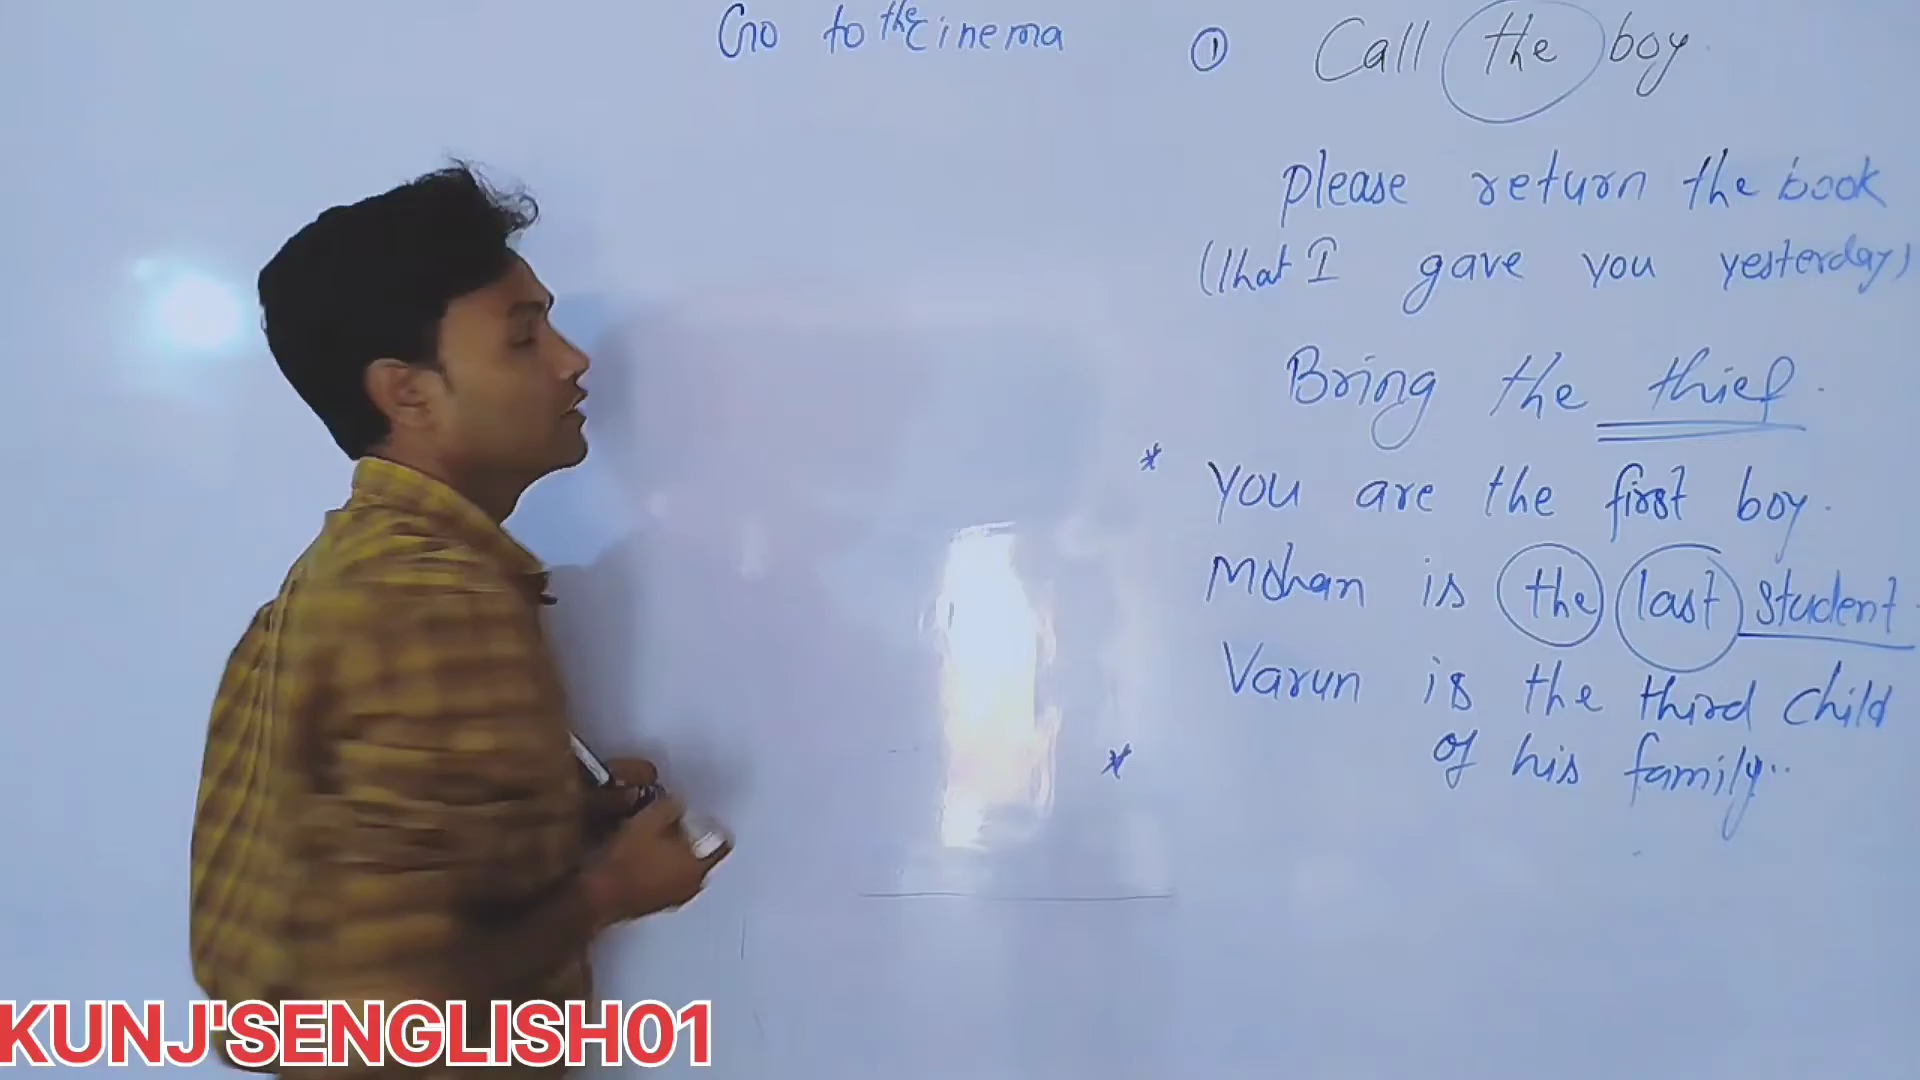 Go to the cinema
① Call the boy.
please return the book
(that I gave you yesterday)
Bring the thief.
* You are the first boy.
Mohan is the last student.
Varun is the third child
of his family..
*
KUNJ'SENGLISH01